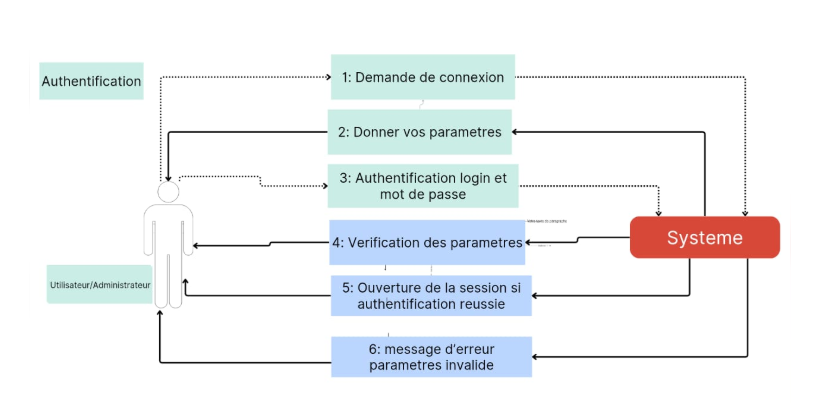 Authentification
1: Demande de connexion
2: Donner vos parametres
3: Authentification login et
mot de passe
4: Verification des parametres
Systeme
Utilisateur/Administrateur
5: Ouverture de la session si
authentification reussie
6: message d'erreur
parametres invalide